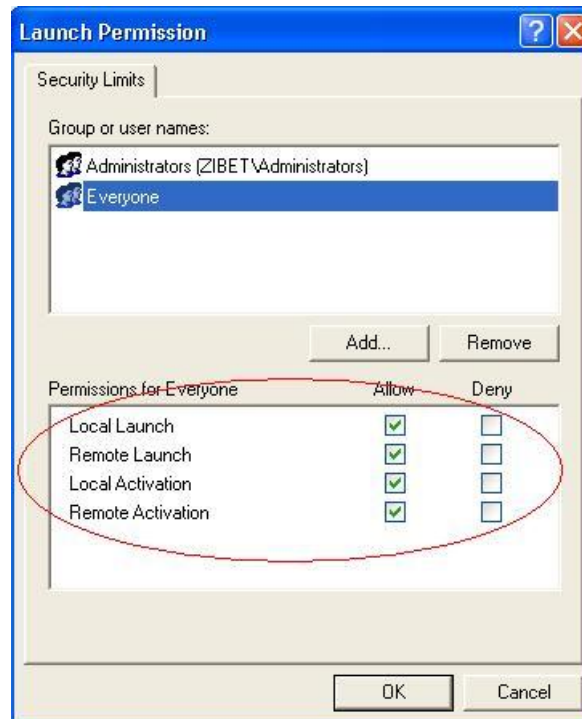 Launch Permission
Security Limits
Group or user names:
Administrators (ZIBET\Administrators)
Everyone
Add... Remove
Permissions for Everyone Allow Deny
Local Launch
Remote Launch
Local Activation
Remote Activation
OK Cancel